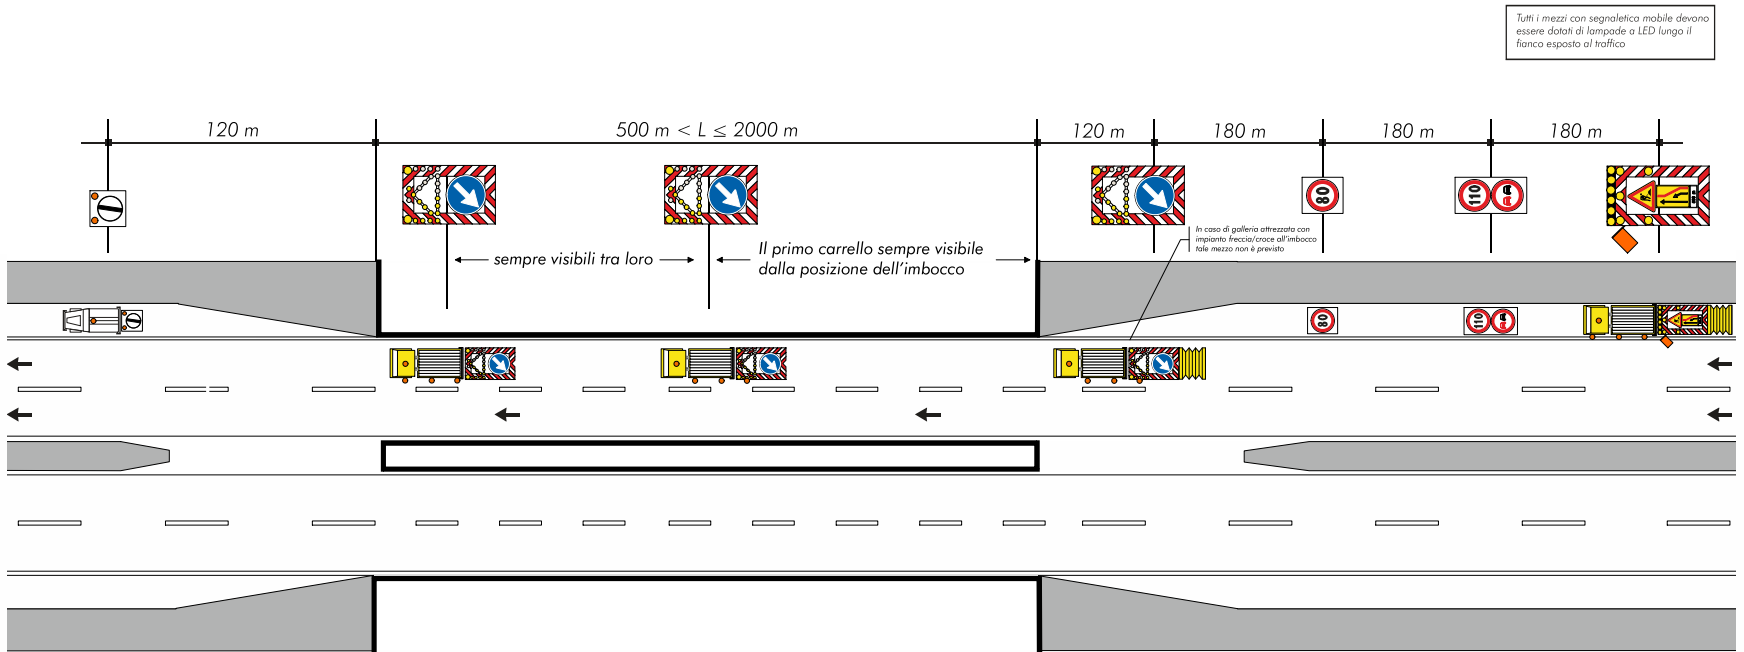 Tutti i mezzi con segnaletica mobile devono
essere dotati di lampade a LED lungo il
fianco esposto al traffico
120 m
500 m < L ≤ 2000 m
120 m
180 m
180 m
180 m
80
110
In caso di galleria attrezzata con
impianto freccia/croce all'imbocco
tale mezzo non è previsto
sempre visibili tra loro
Il primo carrello sempre visibile
dalla posizione dell'imbocco
80
110